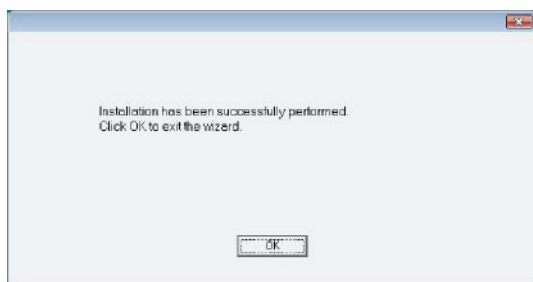 Installation has been successfully performed.
Click OK to exit the wizard.
OK